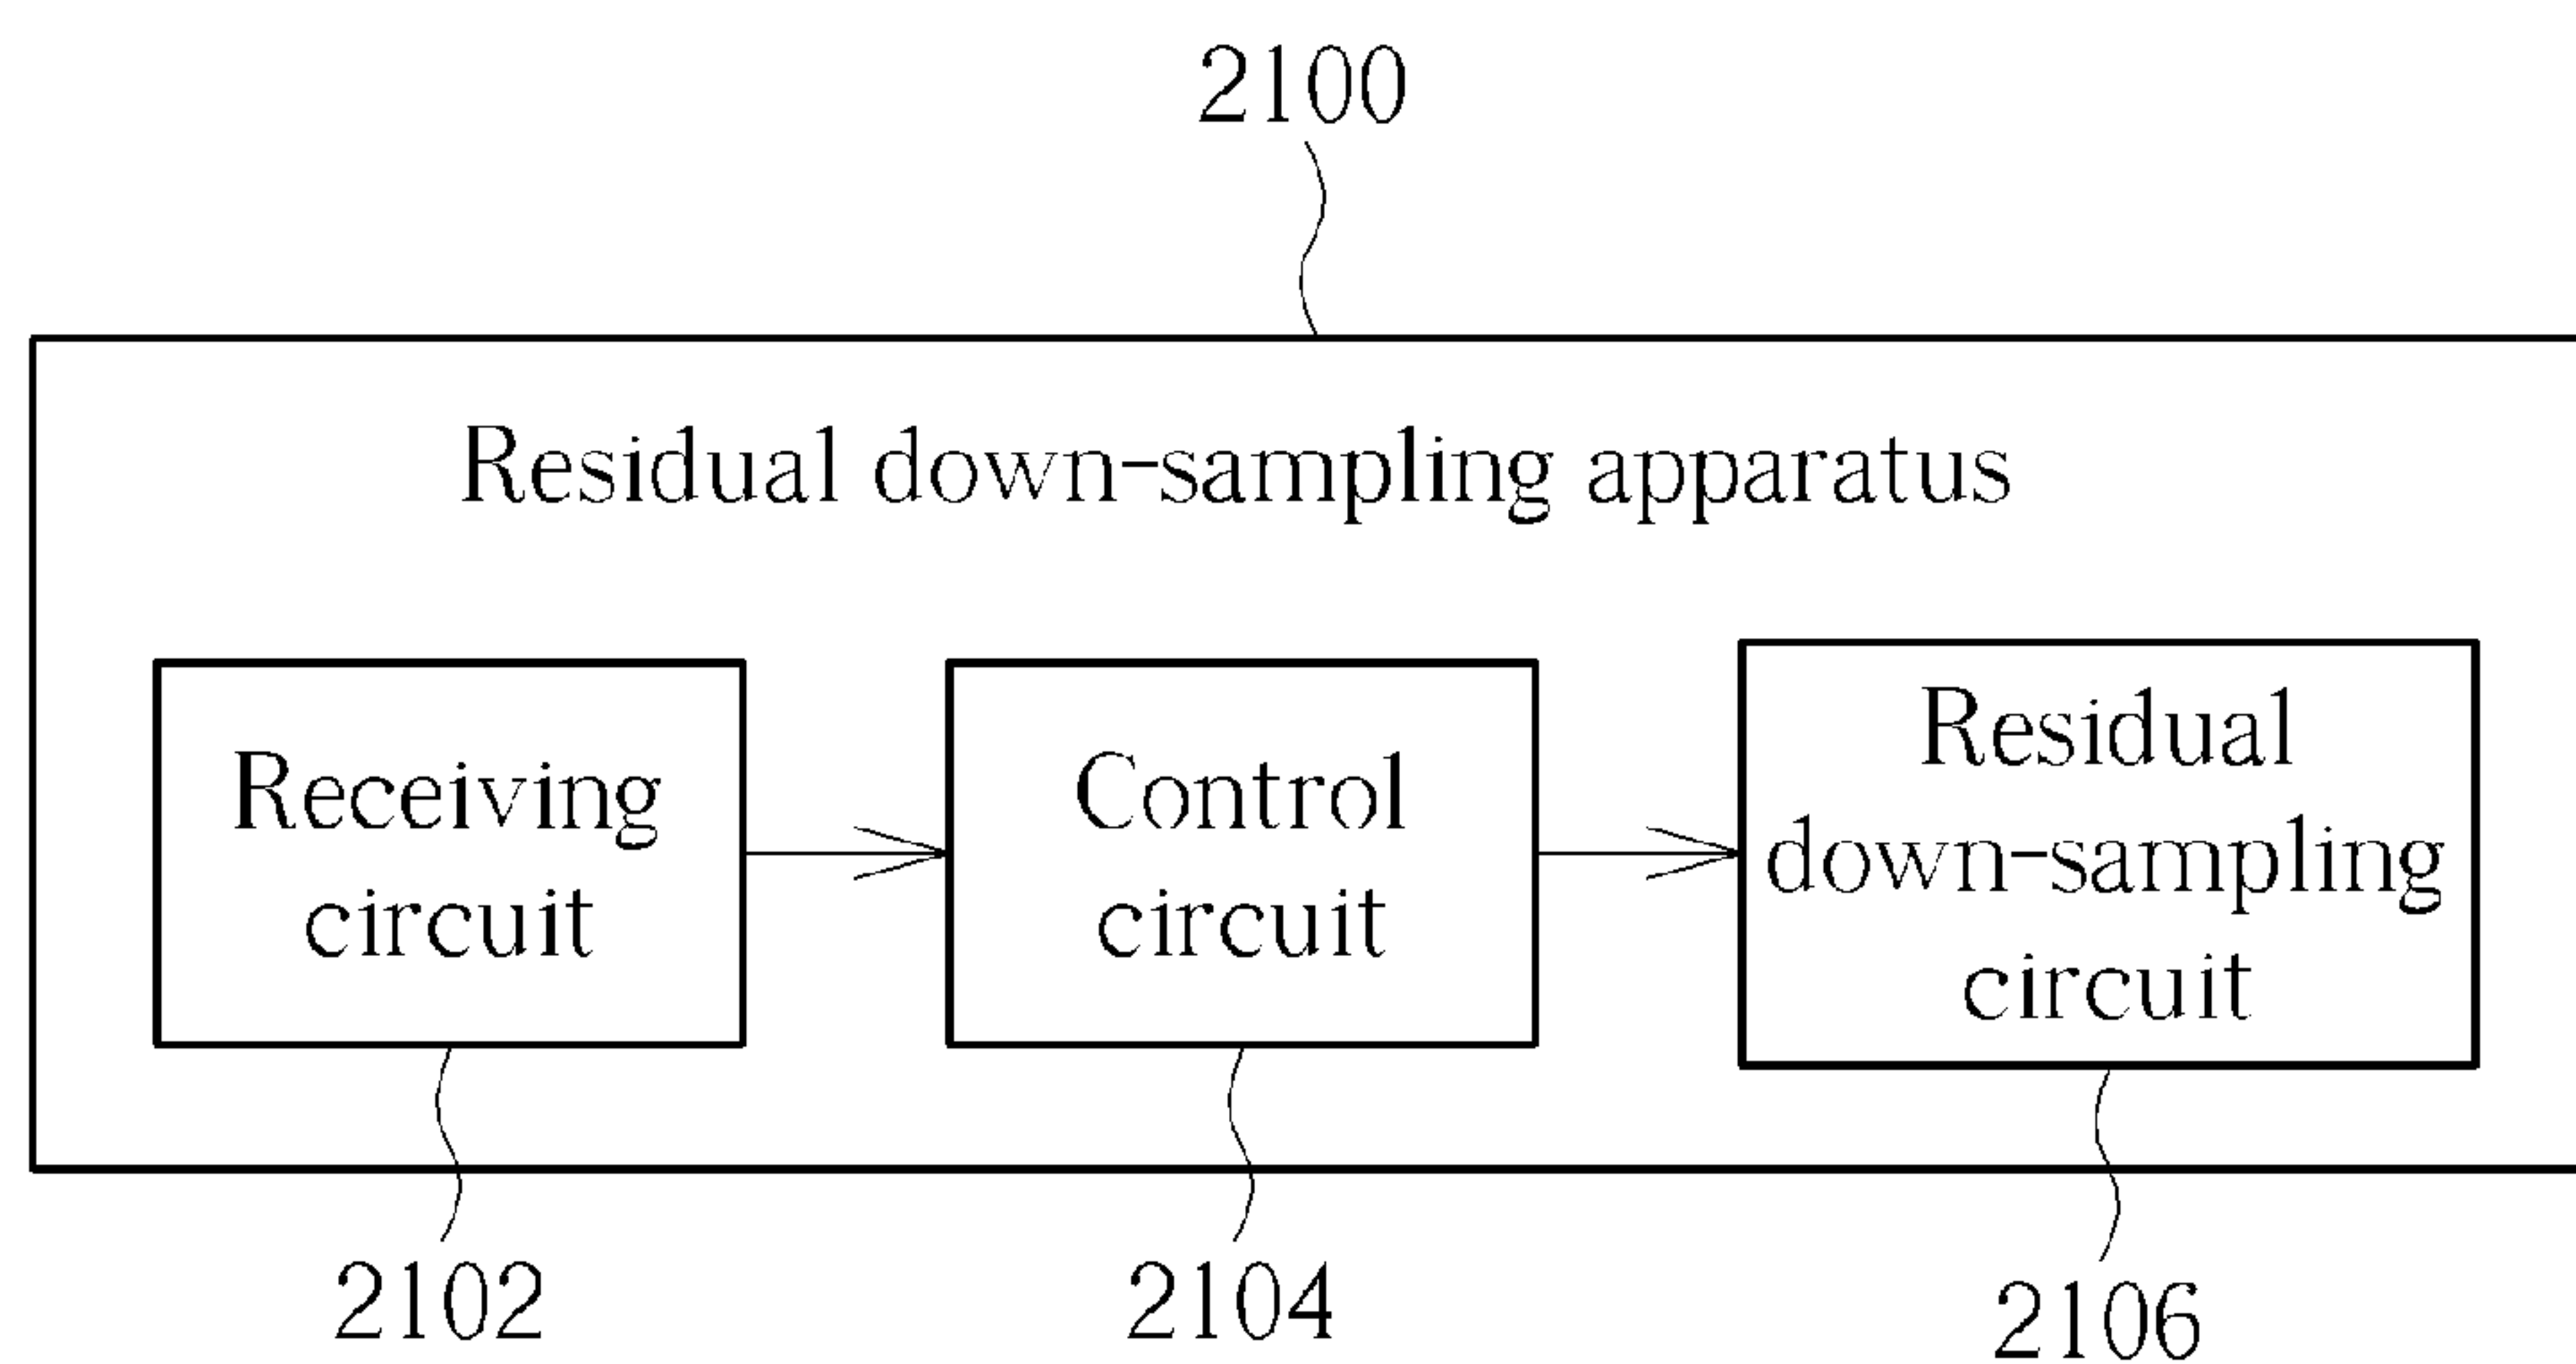 2100
Residual down-sampling apparatus
Receiving
circuit
Control
circuit
Residual
down-sampling
circuit
2102
2104
2106